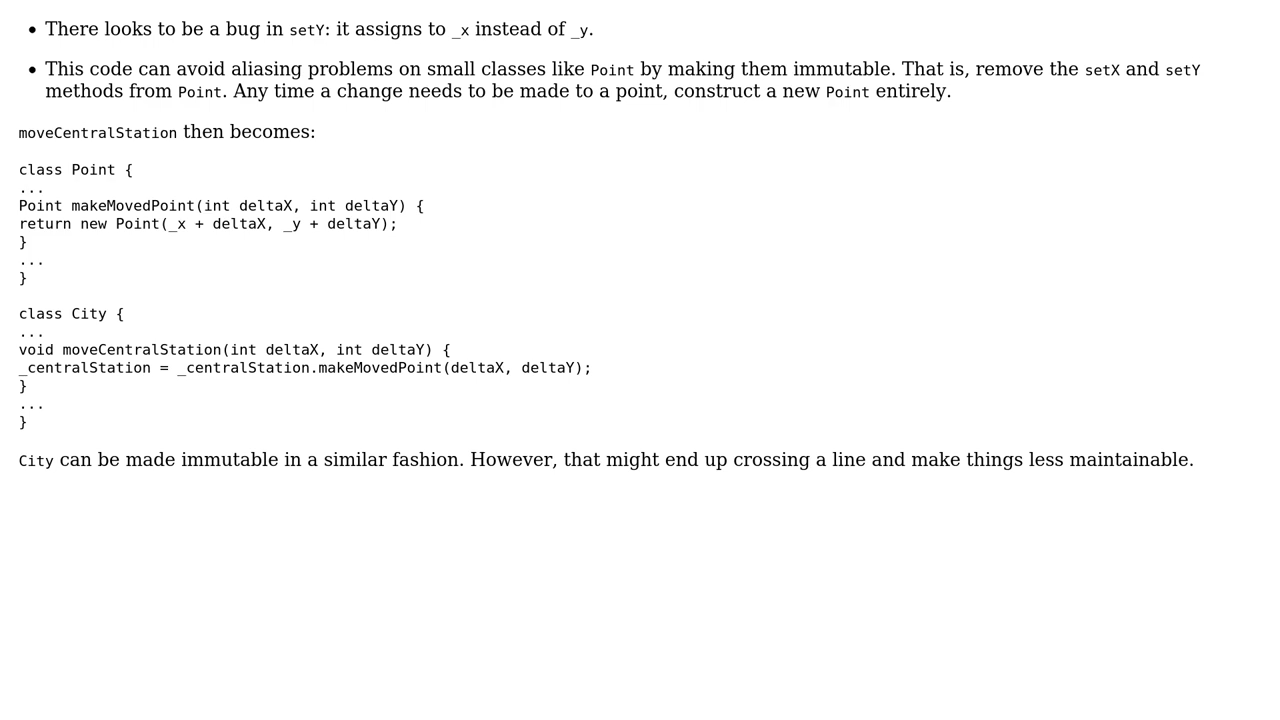 • There looks to be a bug in setY: it assigns to _x instead of _y.
• This code can avoid aliasing problems on small classes like Point by making them immutable. That is, remove the setX and setY
methods from Point. Any time a change needs to be made to a point, construct a new Point entirely.
moveCentralStation then becomes:
class Point {
...
Point makeMovedPoint(int deltaX, int deltaY) {
return new Point(_x + deltaX, _y + deltaY);
}
...
}
class City {
...
void moveCentralStation(int deltaX, int deltaY) {
_centralStation = _centralStation.makeMovedPoint(deltaX, deltaY);
}
...
}
City can be made immutable in a similar fashion. However, that might end up crossing a line and make things less maintainable.